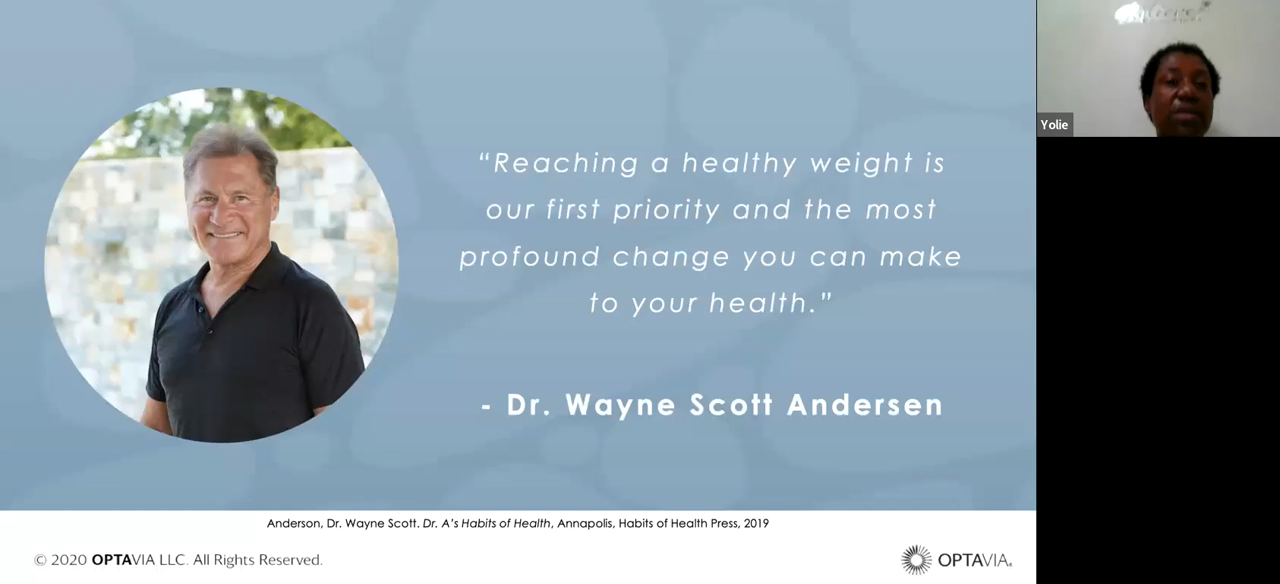 “Reaching a healthy weight is
our first priority and the most
profound change you can make
to your health.”
- Dr. Wayne Scott Andersen
Anderson, Dr. Wayne Scott. Dr. A’s Habits of Health, Annapolis, Habits of Health Press, 2019
© 2020 OPTAVIA LLC. All Rights Reserved.
OPTAVIA®
Yolie